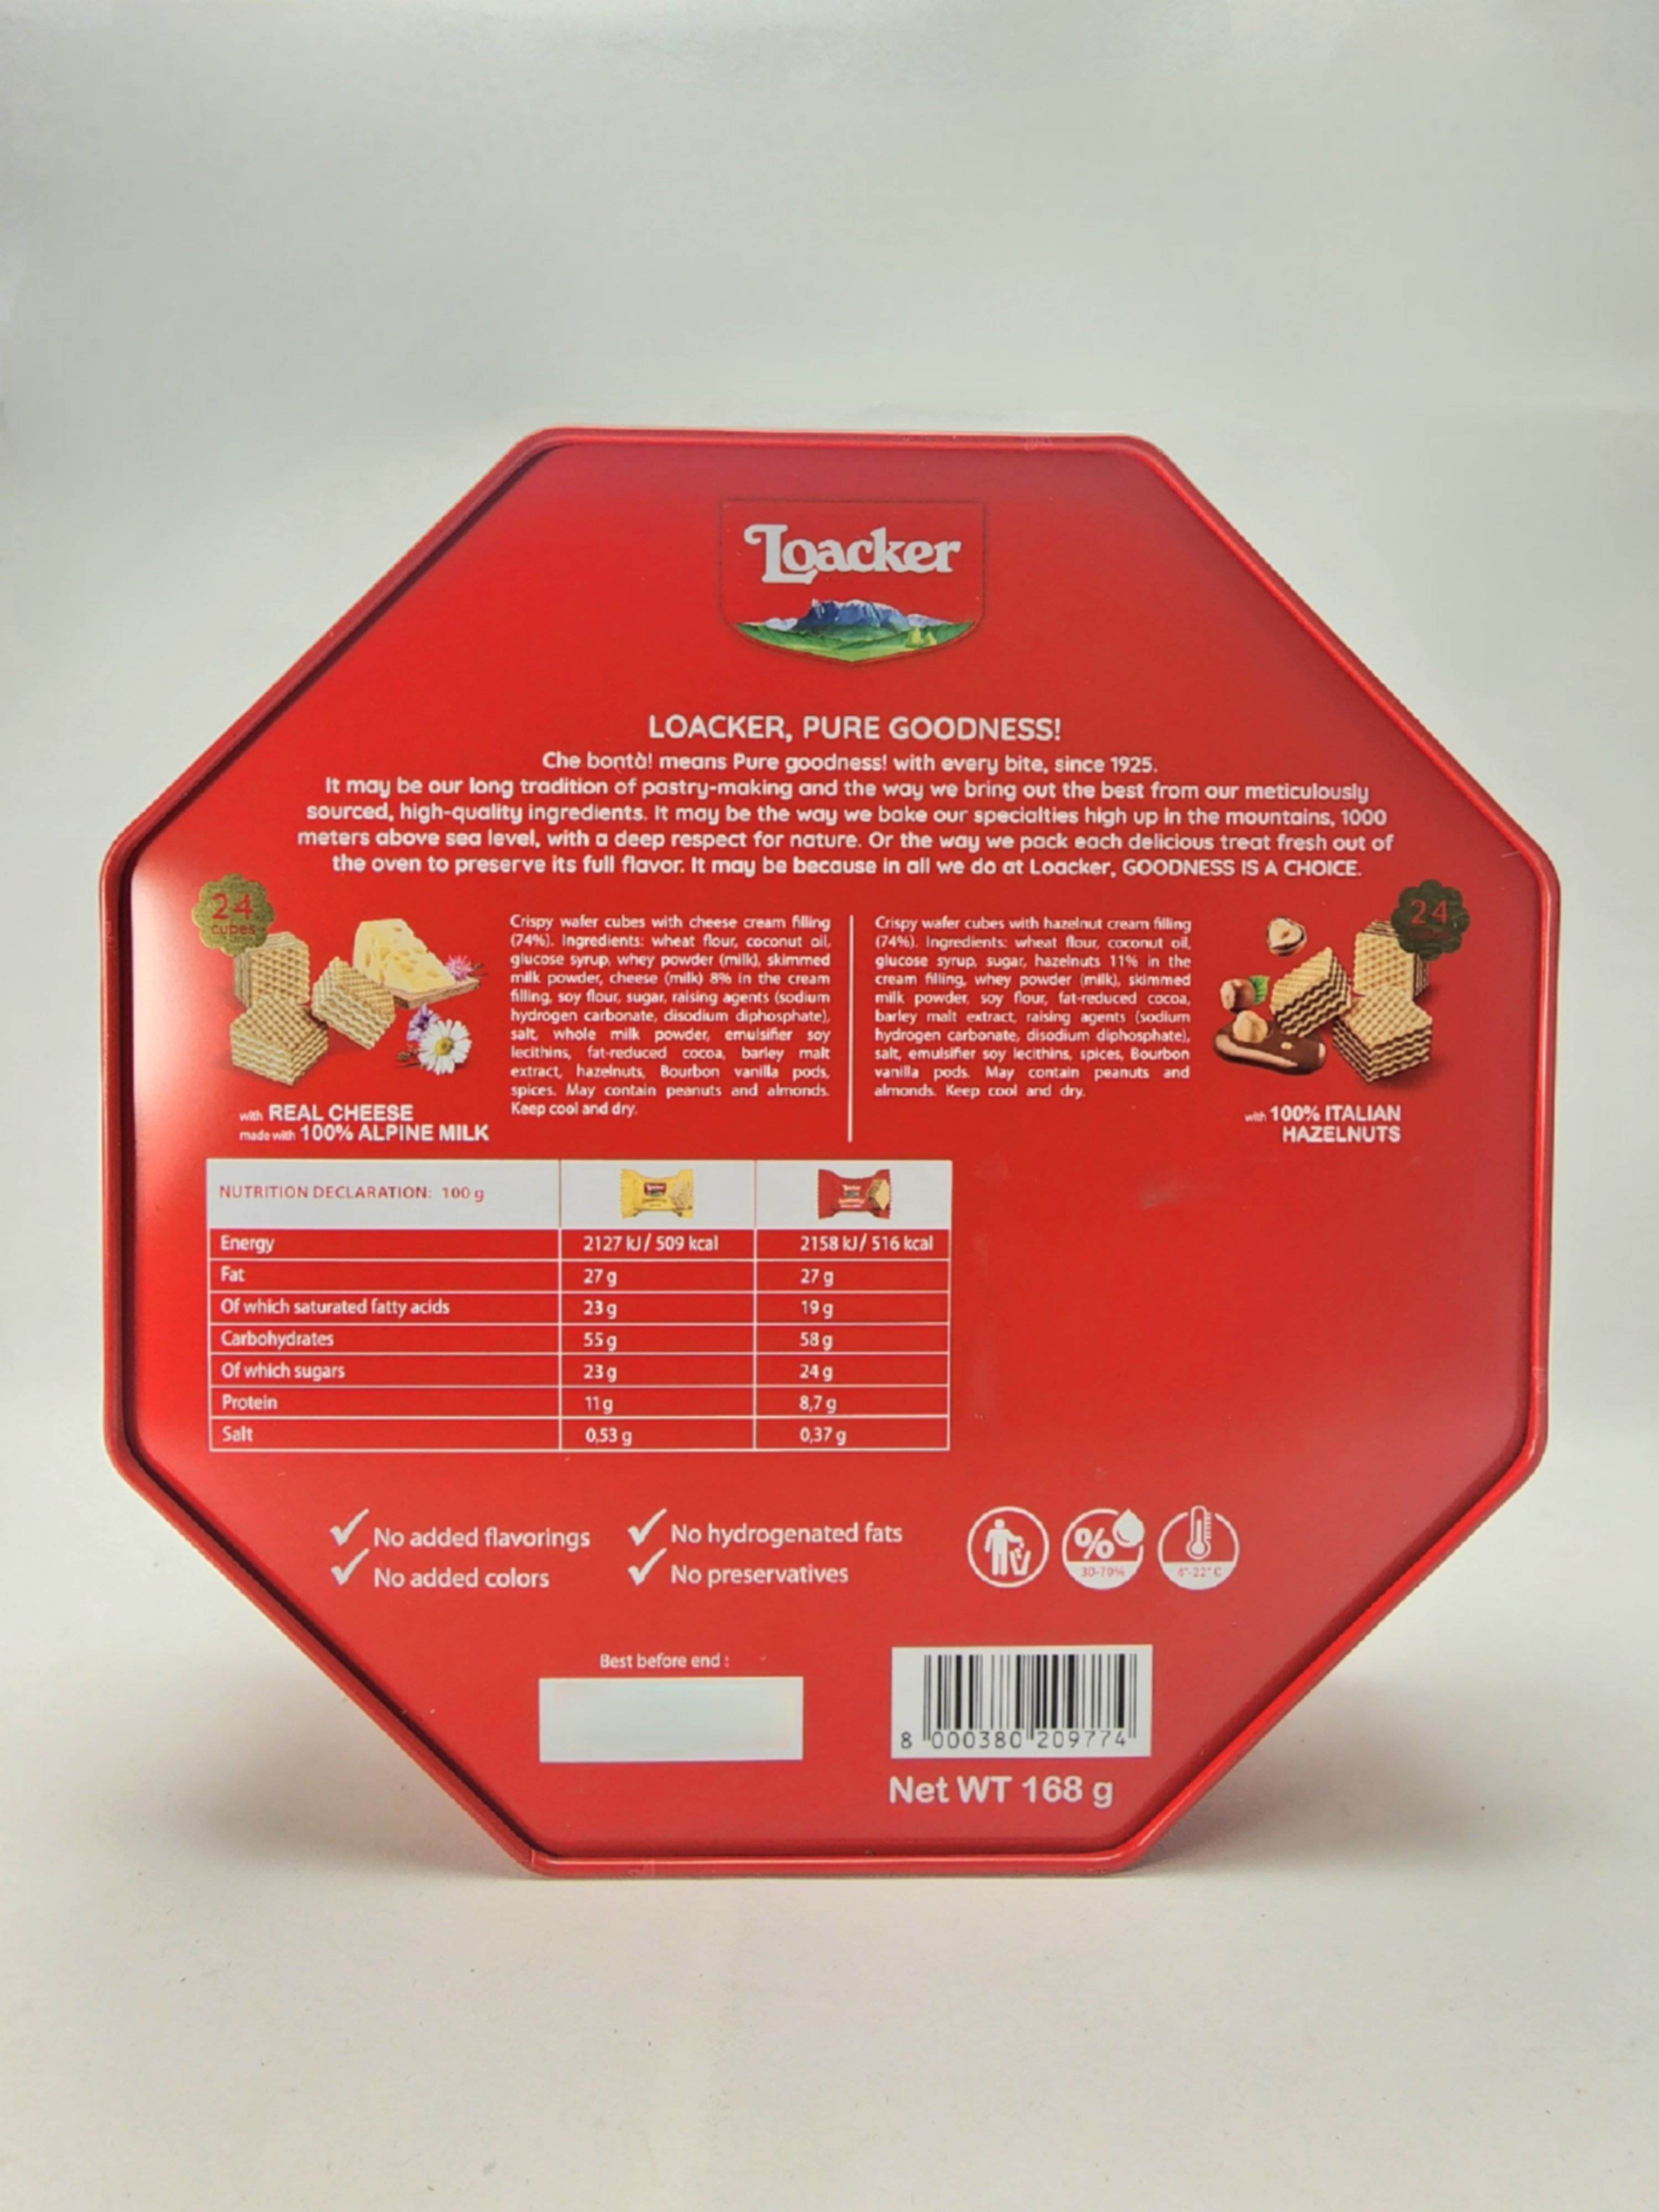 Loacker
LOACKER, PURE GOODNESS!
Che bontà! means Pure goodness! with every bite, since 1925.
It may be our long tradition of pastry-making and the way we bring out the best from our meticulously
sourced, high-quality ingredients. It may be the way we bake our specialties high up in the mountains, 1000
meters above sea level, with a deep respect for nature. Or the way we pack each delicious treat fresh out of
the oven to preserve its full flavor. It may be because in all we do at Loacker, GOODNESS IS A CHOICE.
24
cubes
with REAL CHEESE
made with 100% ALPINE MILK
Crispy wafer cubes with cheese cream filling
(74%). Ingredients: wheat flour, coconut oil,
glucose syrup, whey powder (milk), skimmed
milk powder, cheese (milk) 8% in the cream
filling, soy flour, sugar, raising agents (sodium
hydrogen carbonate, disodium diphosphate),
salt, whole milk powder, emulsifier soy
lecithins, fat-reduced cocoa, barley malt
extract, hazelnuts, Bourbon vanilla pods,
spices. May contain peanuts and almonds.
Keep cool and dry.
Crispy wafer cubes with hazelnut cream filling
(74%). Ingredients: wheat flour, coconut oil,
glucose syrup, sugar, hazelnuts 11% in the
cream filling, whey powder (milk), skimmed
milk powder, soy flour, fat-reduced cocoa,
barley malt extract, raising agents (sodium
hydrogen carbonate, disodium diphosphate),
salt, emulsifier soy lecithins, spices, Bourbon
vanilla pods. May contain peanuts and
almonds. Keep cool and dry.
24
with 100% ITALIAN
HAZELNUTS
NUTRITION DECLARATION: 100 g
Energy 2127 kJ/ 509 kcal 2158 kJ/ 516 kcal
Fat 27 g 27 g
Of which saturated fatty acids 23 g 19 g
Carbohydrates 55 g 58 g
Of which sugars 23 g 24 g
Protein 11 g 8,7 g
Salt 0,53 g 0,37 g
No added flavorings
No added colors
No hydrogenated fats
No preservatives
%
30-70%
4°-22° C
Best before end :
8 000380 209774
Net WT 168 g